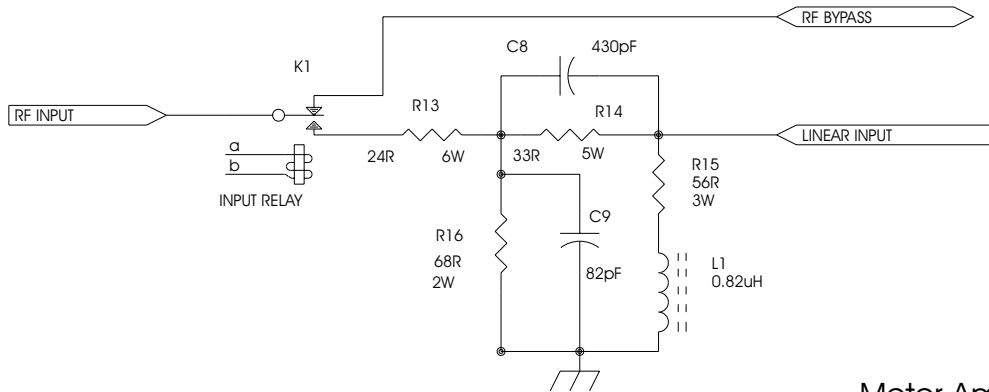 RF BYPASS
C8
430pF
K1
RF INPUT
R13
R14
LINEAR INPUT
a
24R
6W
33R
5W
R15
56R
3W
b
INPUT RELAY
C9
R16
68R
2W
82pF
L1
0.82uH